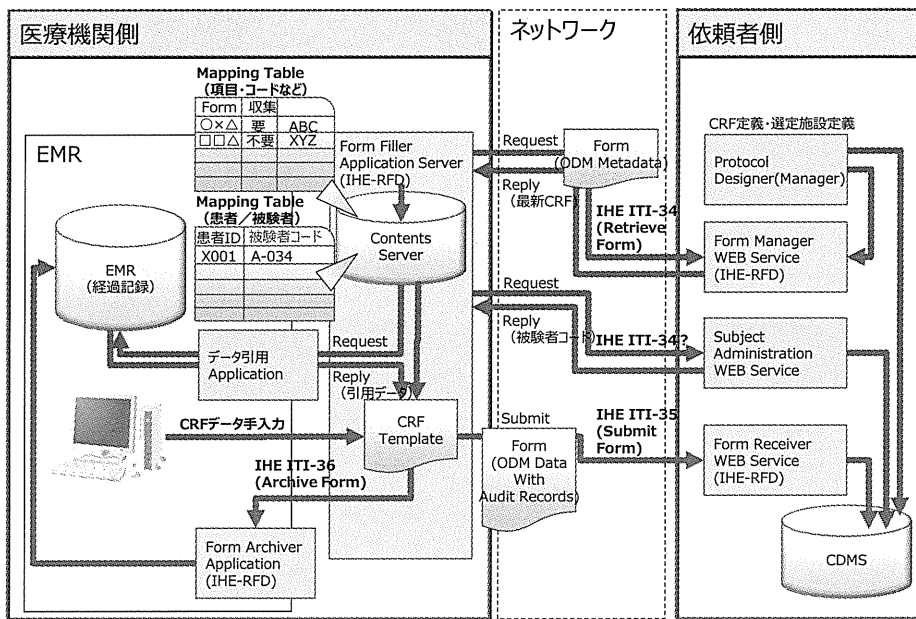 医療機関側
ネットワーク
依頼者側
Mapping Table
(項目・コードなど)
Form 収集
○×△ 要 ABC
□□△ 不要 XYZ
EMR
Form Filler
Application Server
(IHE-RFD)
Mapping Table
(患者／被験者)
患者ID 被験者コード
X001 A-034
Contents
Server
EMR
(経過記録)
データ引用
Application
Request
Reply
(引用データ)
CRFデータ手入力
CRF
Template
IHE ITI-36
(Archive Form)
Form Archiver
Application
(IHE-RFD)
Request
Reply
(最新CRF)
Form
(ODM Metadata)
IHE ITI-34
(Retrieve
Form)
Request
Reply
(被験者コード)
IHE ITI-34?
Submit
Form
(ODM Data
With
Audit Records)
IHE ITI-35
(Submit
Form)
CRF定義・選定施設定義
Protocol
Designer(Manager)
Form Manager
WEB Service
(IHE-RFD)
Subject
Administration
WEB Service
Form Receiver
WEB Service
(IHE-RFD)
CDMS